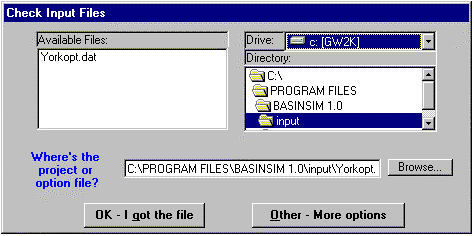 Check Input Files
Available Files:
Yorkopt.dat
Drive:
c: [GW2K]
Directory:
C:\
PROGRAM FILES
BASINSIM 1.0
input
Where's the
project or
option file?
C:\PROGRAM FILES\BASINSIM 1.0\input\Yorkopt.
Browse...
OK - I got the file
Other - More options